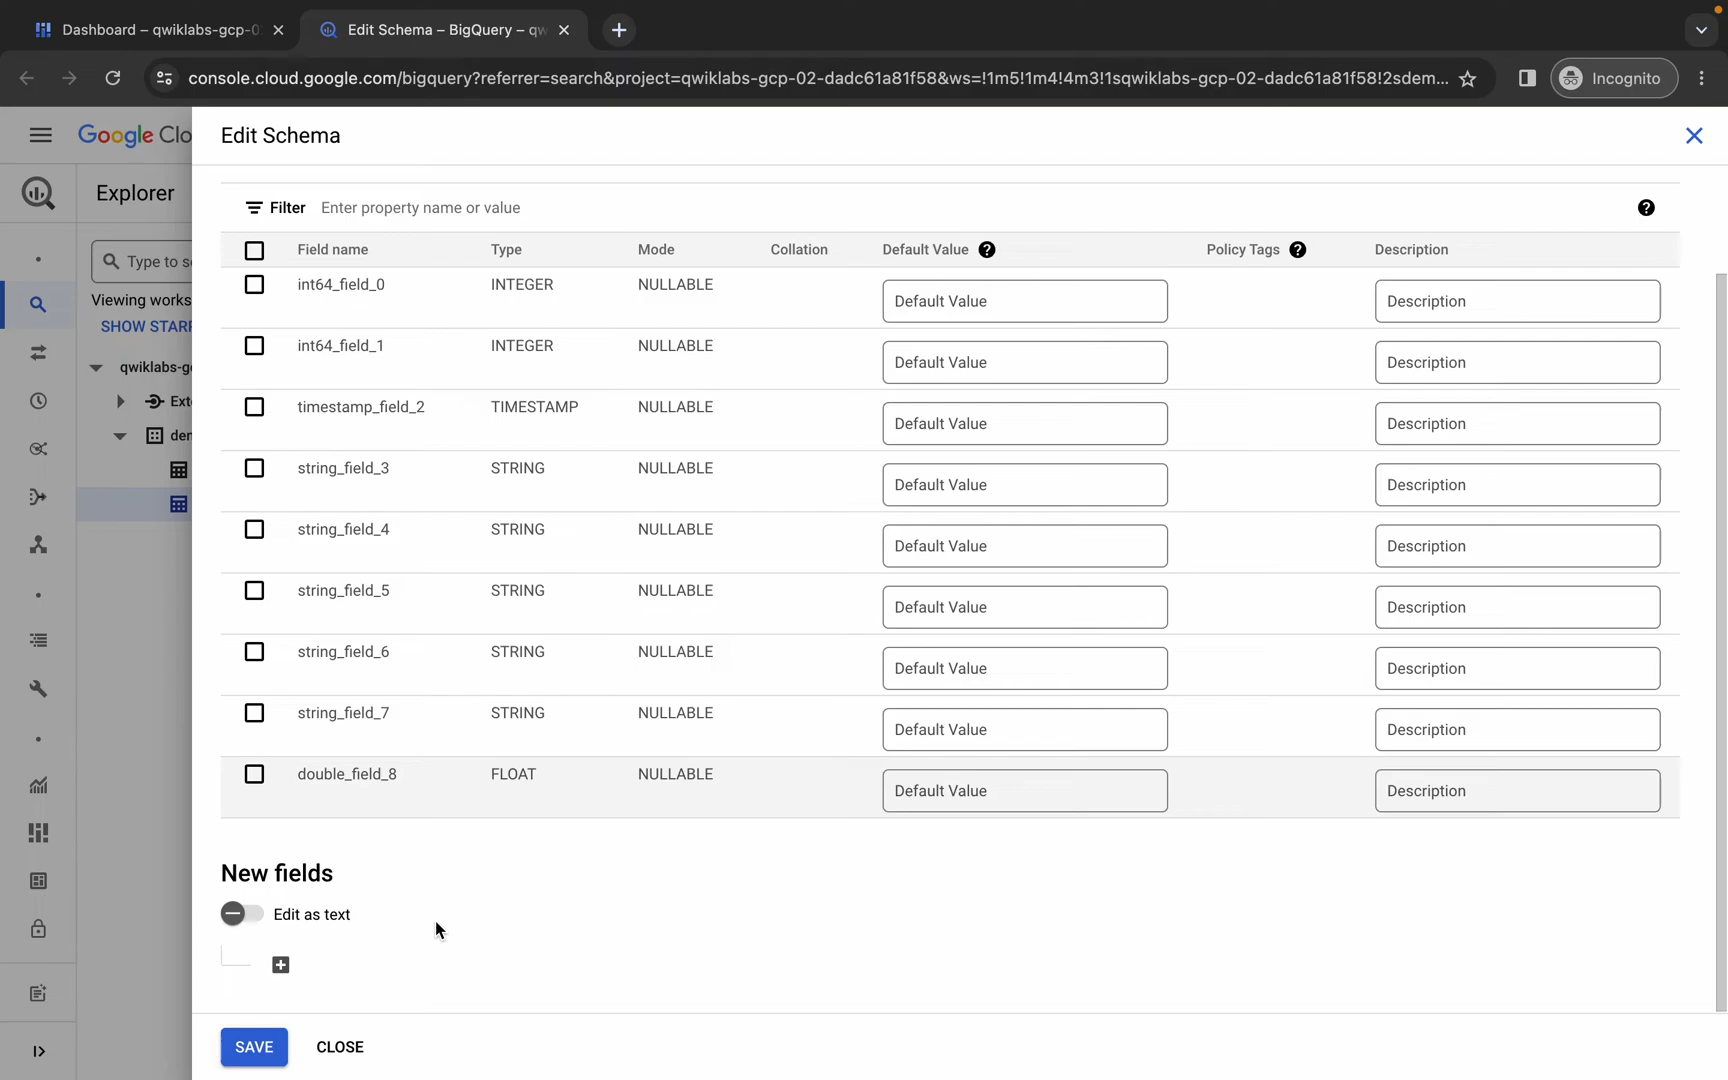 Dashboard – qwiklabs-gcp-0
Edit Schema – BigQuery – qw
console.cloud.google.com/bigquery?referrer=search&project=qwiklabs-gcp-02-dadc61a81f58&ws=!1m5!1m4!4m3!1sqwiklabs-gcp-02-dadc61a81f58!2sdem...
Incognito
Google Clo
Edit Schema
Explorer
Filter Enter property name or value
Type to s
Viewing works
SHOW STARR
qwiklabs-g
Ext
den
Field name Type Mode Collation Default Value Policy Tags Description
int64_field_0 INTEGER NULLABLE Default Value Description
int64_field_1 INTEGER NULLABLE Default Value Description
timestamp_field_2 TIMESTAMP NULLABLE Default Value Description
string_field_3 STRING NULLABLE Default Value Description
string_field_4 STRING NULLABLE Default Value Description
string_field_5 STRING NULLABLE Default Value Description
string_field_6 STRING NULLABLE Default Value Description
string_field_7 STRING NULLABLE Default Value Description
double_field_8 FLOAT NULLABLE Default Value Description
New fields
Edit as text
SAVE CLOSE